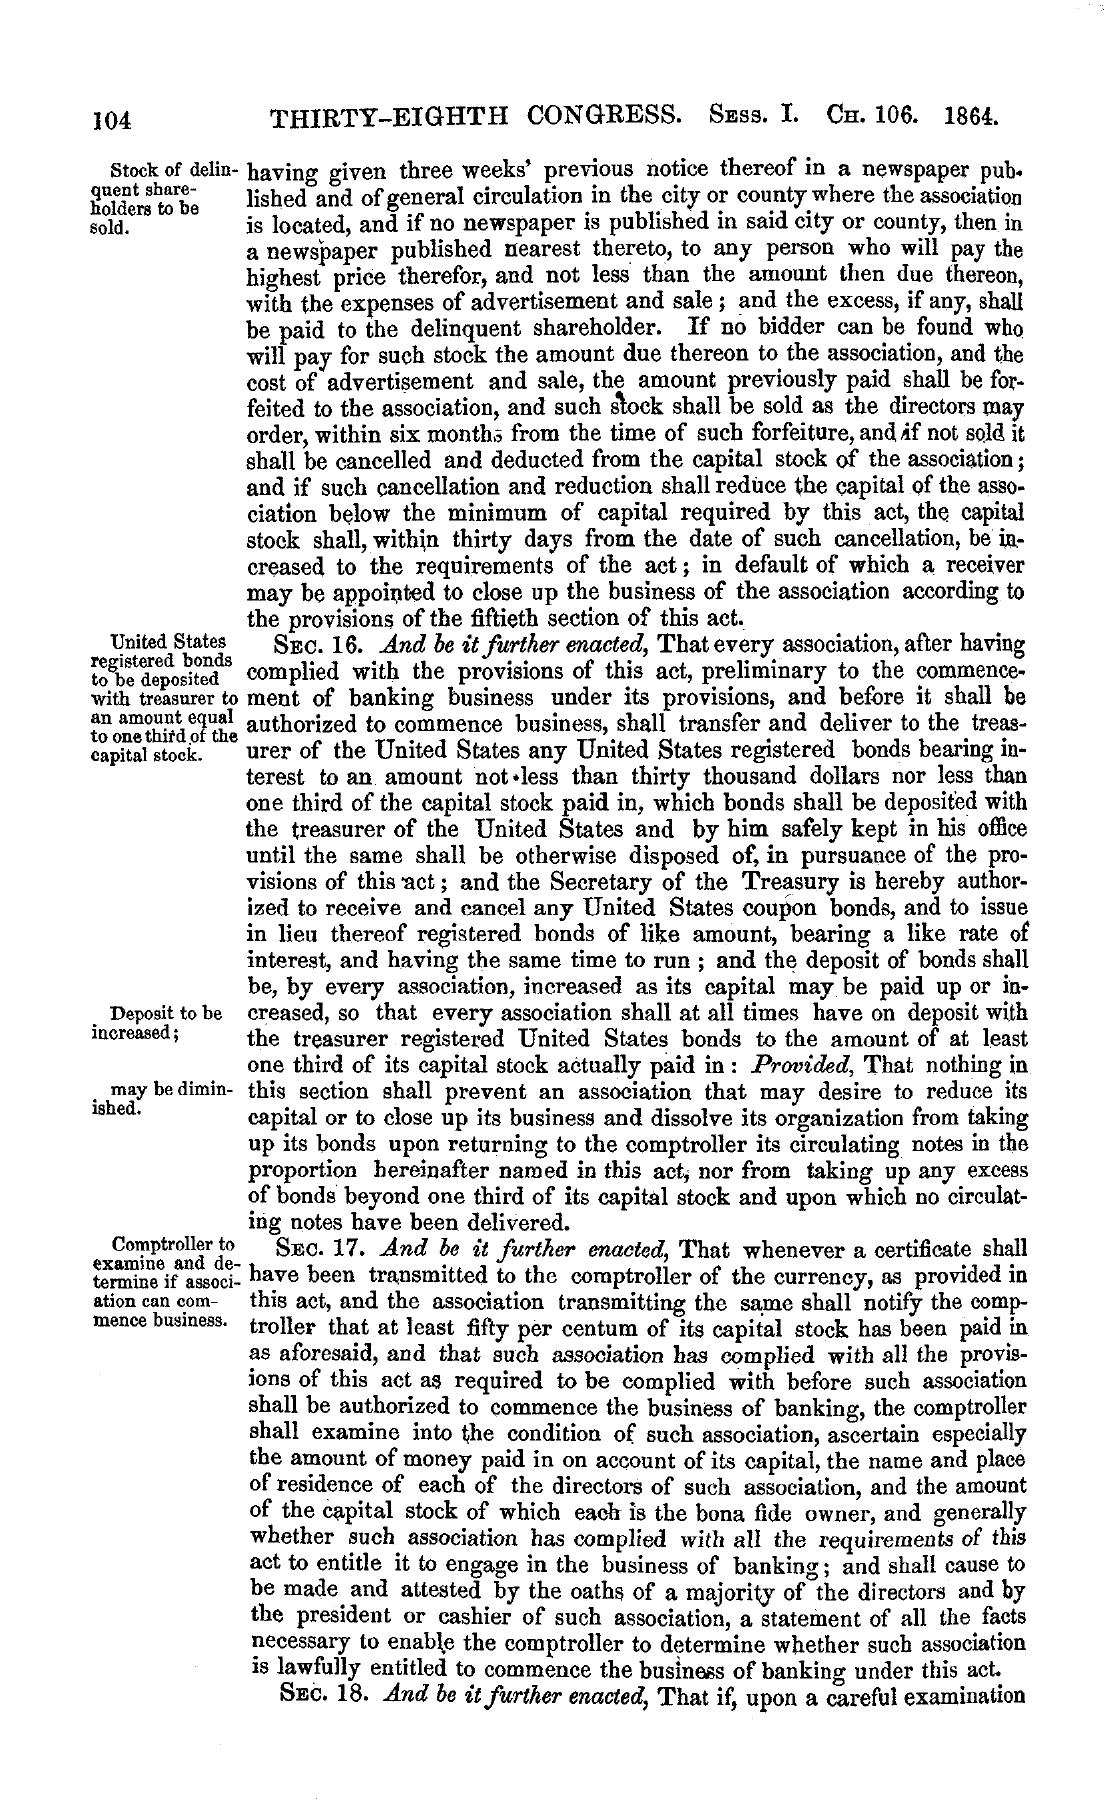 104 THIRTY-EIGHTH CONGRESS. SESS. I. CH. 106. 1864.
Stock of delin-
quent share-
holders to be
sold.
having given three weeks' previous notice thereof in a newspaper pub-
lished and of general circulation in the city or county where the association
is located, and if no newspaper is published in said city or county, then in
a newspaper published nearest thereto, to any person who will pay the
highest price therefor, and not less than the amount then due thereon,
with the expenses of advertisement and sale; and the excess, if any, shall
be paid to the delinquent shareholder. If no bidder can be found who
will pay for such stock the amount due thereon to the association, and the
cost of advertisement and sale, the amount previously paid shall be for-
feited to the association, and such stock shall be sold as the directors may
order, within six months from the time of such forfeiture, and if not sold it
shall be cancelled and deducted from the capital stock of the association;
and if such cancellation and reduction shall reduce the capital of the asso-
ciation below the minimum of capital required by this act, the capital
stock shall, within thirty days from the date of such cancellation, be in-
creased to the requirements of the act; in default of which a receiver
may be appointed to close up the business of the association according to
the provisions of the fiftieth section of this act.
United States
registered bonds
to be deposited
with treasurer to
an amount equal
to one third of the
capital stock.
SEC. 16. And be it further enacted, That every association, after having
complied with the provisions of this act, preliminary to the commence-
ment of banking business under its provisions, and before it shall be
authorized to commence business, shall transfer and deliver to the treas-
urer of the United States any United States registered bonds bearing in-
terest to an amount not less than thirty thousand dollars nor less than
one third of the capital stock paid in, which bonds shall be deposited with
the treasurer of the United States and by him safely kept in his office
until the same shall be otherwise disposed of, in pursuance of the pro-
visions of this act; and the Secretary of the Treasury is hereby author-
ized to receive and cancel any United States coupon bonds, and to issue
in lieu thereof registered bonds of like amount, bearing a like rate of
interest, and having the same time to run; and the deposit of bonds shall
be, by every association, increased as its capital may be paid up or in-
Deposit to be
increased;
creased, so that every association shall at all times have on deposit with
the treasurer registered United States bonds to the amount of at least
one third of its capital stock actually paid in: Provided, That nothing in
may be dimin-
ished.
this section shall prevent an association that may desire to reduce its
capital or to close up its business and dissolve its organization from taking
up its bonds upon returning to the comptroller its circulating notes in the
proportion hereinafter named in this act, nor from taking up any excess
of bonds beyond one third of its capital stock and upon which no circulat-
ing notes have been delivered.
Comptroller to
examine and de-
termine if associ-
ation can com-
mence business.
SEC. 17. And be it further enacted, That whenever a certificate shall
have been transmitted to the comptroller of the currency, as provided in
this act, and the association transmitting the same shall notify the comp-
troller that at least fifty per centum of its capital stock has been paid in
as aforesaid, and that such association has complied with all the provis-
ions of this act as required to be complied with before such association
shall be authorized to commence the business of banking, the comptroller
shall examine into the condition of such association, ascertain especially
the amount of money paid in on account of its capital, the name and place
of residence of each of the directors of such association, and the amount
of the capital stock of which each is the bona fide owner, and generally
whether such association has complied with all the requirements of this
act to entitle it to engage in the business of banking; and shall cause to
be made and attested by the oaths of a majority of the directors and by
the president or cashier of such association, a statement of all the facts
necessary to enable the comptroller to determine whether such association
is lawfully entitled to commence the business of banking under this act.
SEC. 18. And be it further enacted, That if, upon a careful examination